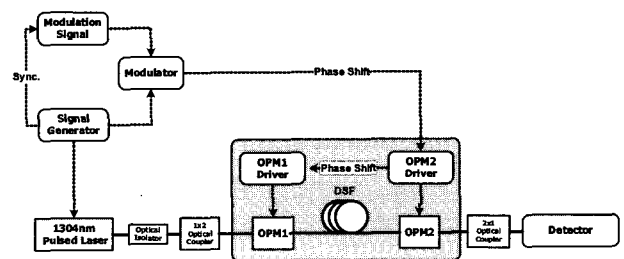 Modulation
Signal
Sync.
Modulator
Phase Shift
Signal
Generator
OPM1
Driver
Phase Shift
OPM2
Driver
DSF
1304nm
Pulsed Laser
Optical
Isolator
1x2
Optical
Coupler
OPM1
OPM2
2x1
Optical
Coupler
Detector